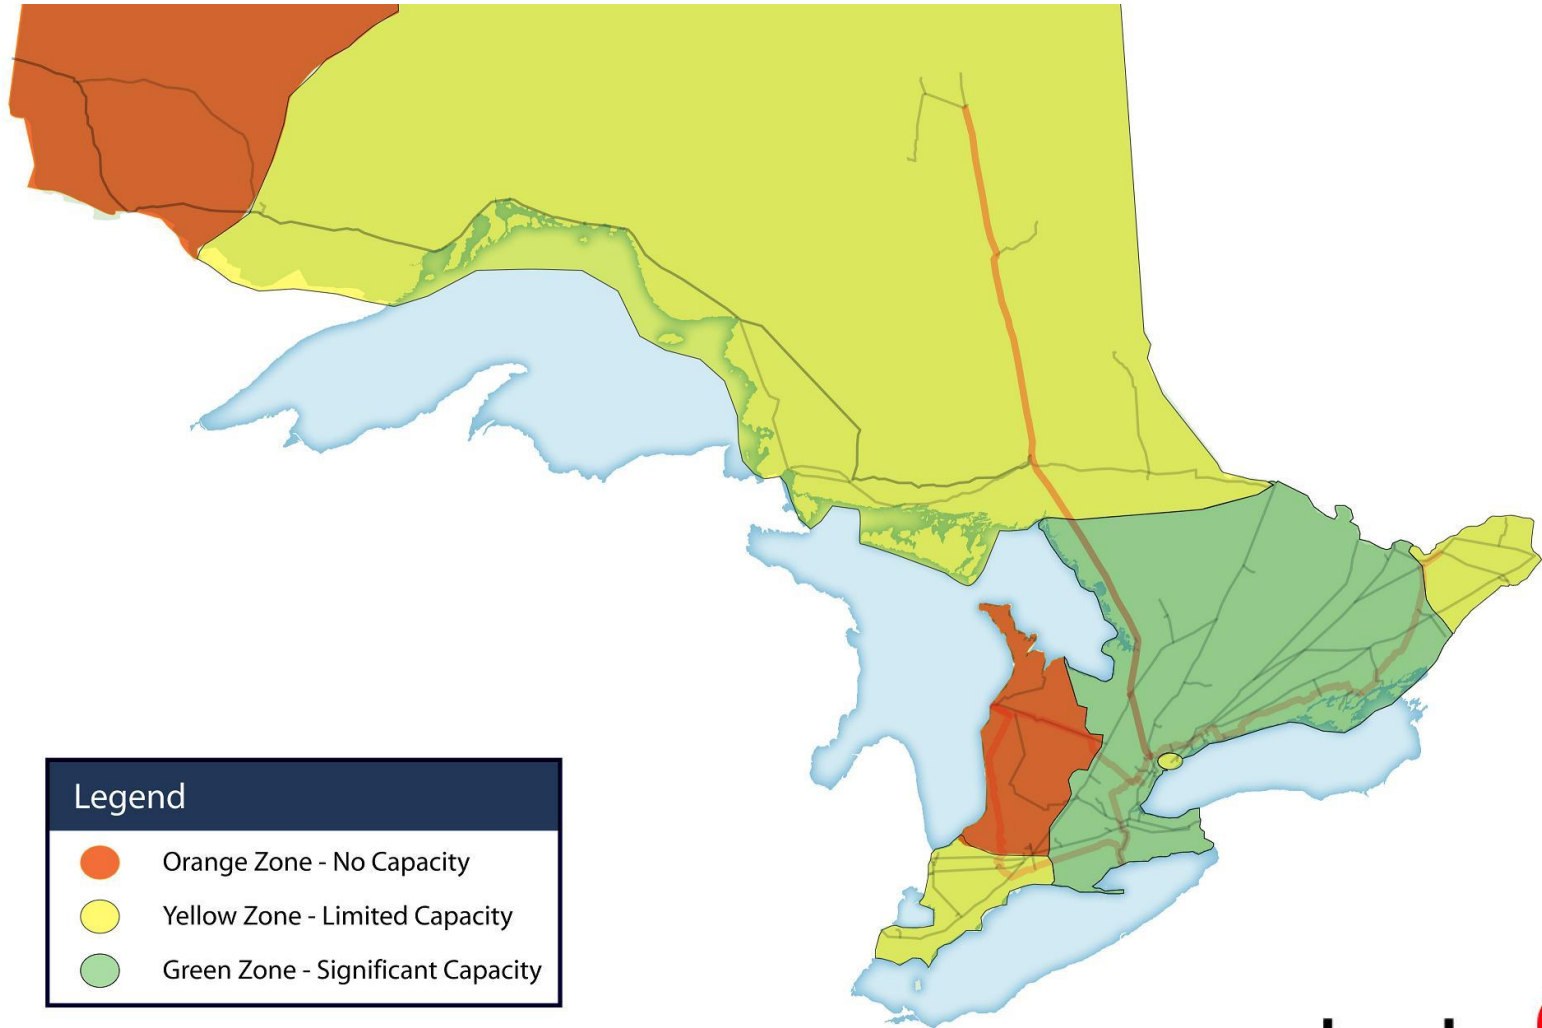 Legend
Orange Zone - No Capacity
Yellow Zone - Limited Capacity
Green Zone - Significant Capacity